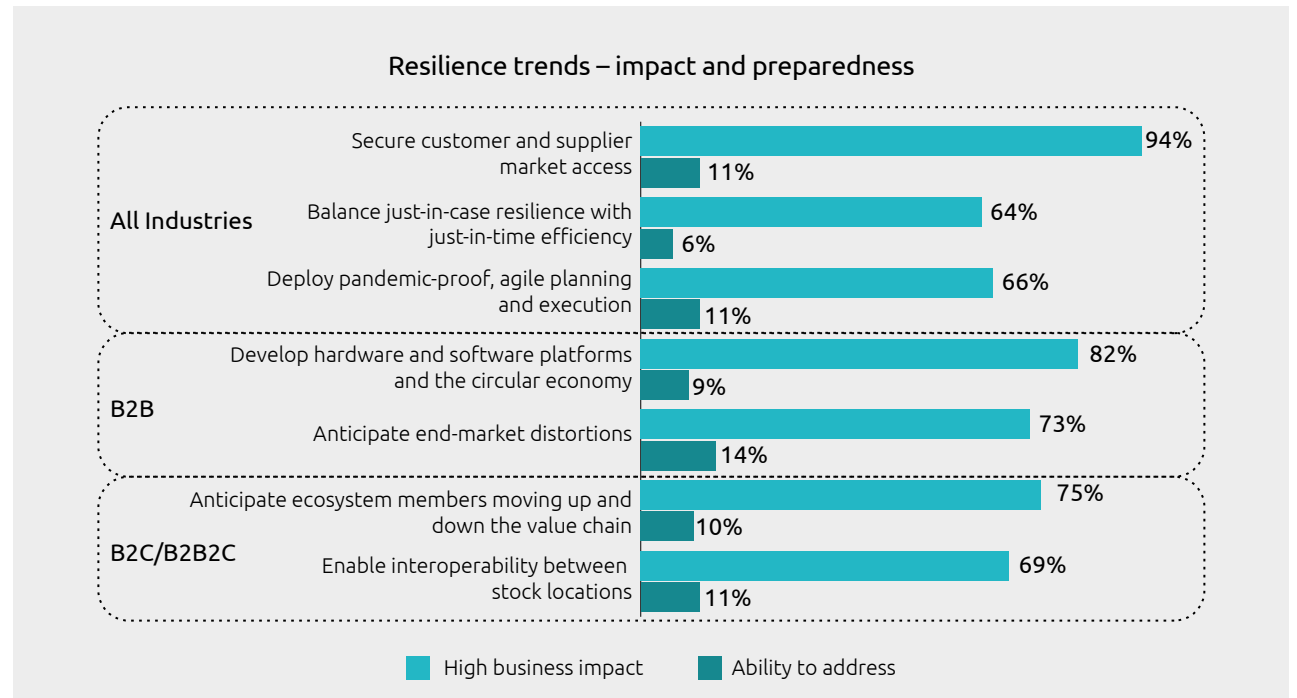 Resilience trends – impact and preparedness
All Industries
Secure customer and supplier
market access
94%
11%
Balance just-in-case resilience with
just-in-time efficiency
64%
6%
Deploy pandemic-proof, agile planning
and execution
66%
11%
B2B
Develop hardware and software platforms
and the circular economy
82%
9%
Anticipate end-market distortions
73%
14%
B2C/B2B2C
Anticipate ecosystem members moving up and
down the value chain
75%
10%
Enable interoperability between
stock locations
69%
11%
High business impact
Ability to address